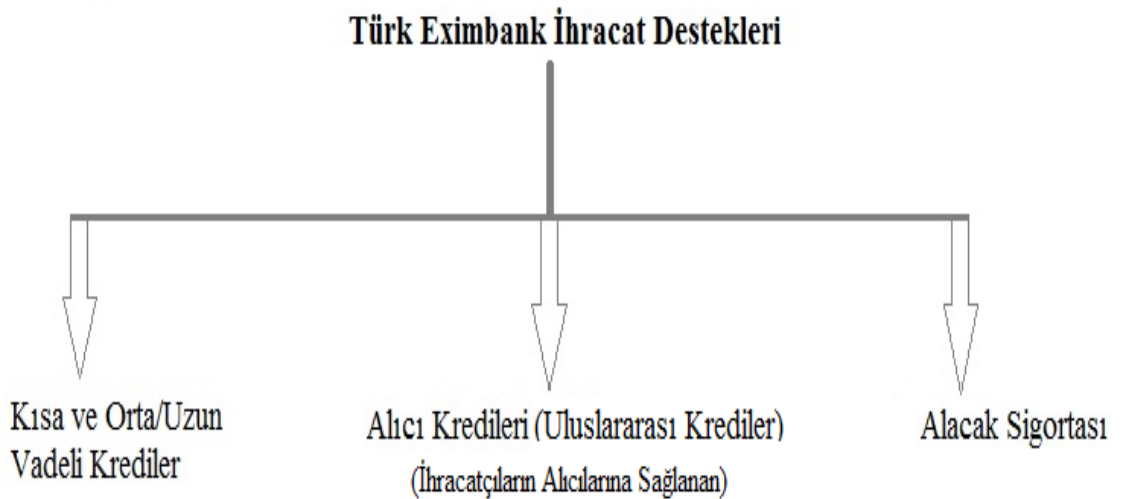 Türk Eximbank İhracat Destekleri
Kısa ve Orta/Uzun
Vadeli Krediler
Alıcı Kredileri (Uluslararası Krediler)
(İhracatçıların Alıcılarına Sağlanan)
Alacak Sigortası